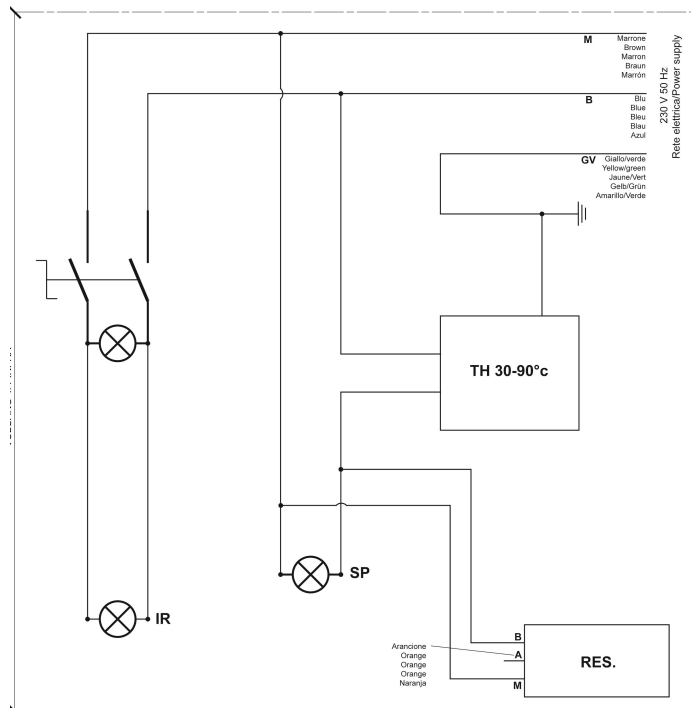 M
Marrone
Brown
Marron
Braun
Marrón
B
Blu
Blue
Bleu
Blau
Azul
GV
Giallo/verde
Yellow/green
Jaune/Vert
Gelb/Grün
Amarillo/Verde
230 V 50 Hz
Rete elettrica/Power supply
TH 30-90°c
SP
IR
Arancione
Orange
Orange
Orange
Naranja
B
A
M
RES.